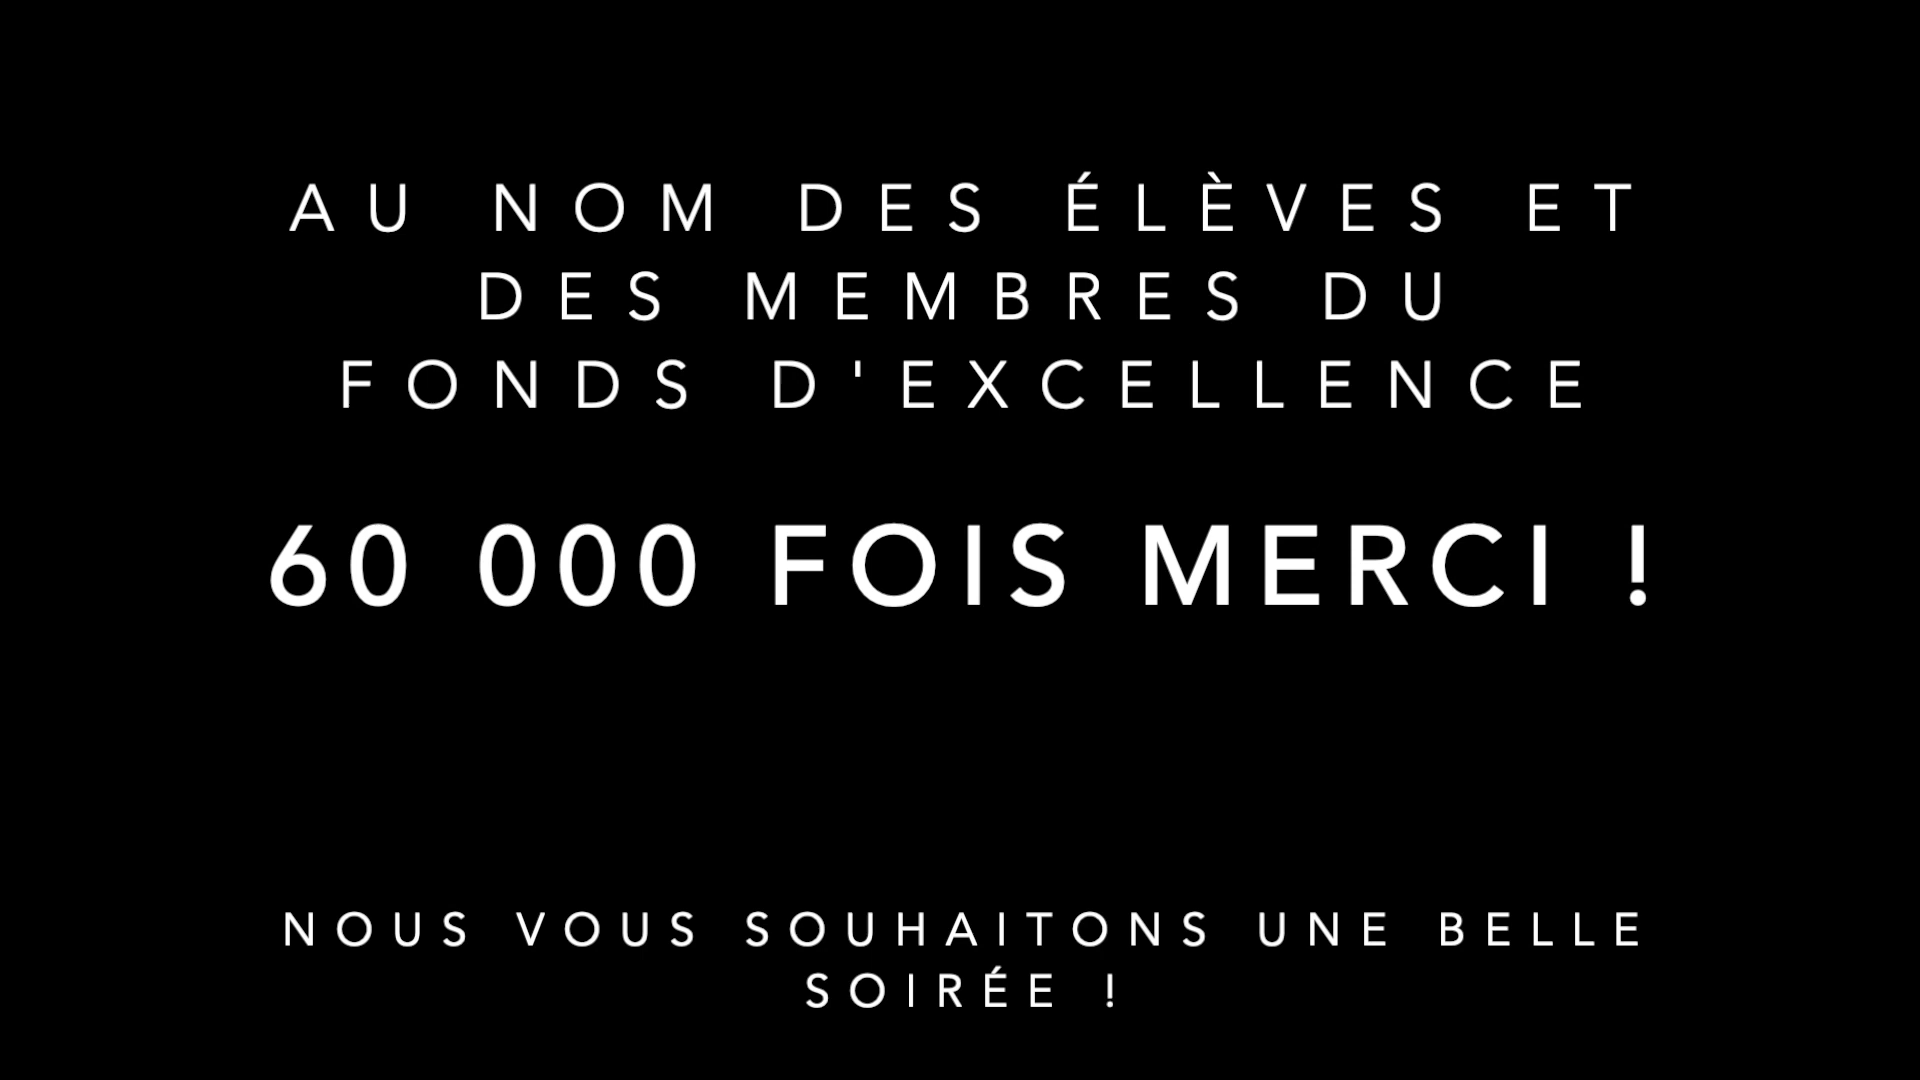 AU NOM DES ÉLÈVES ET
DES MEMBRES DU
FONDS D'EXCELLENCE
60 000 FOIS MERCI !
NOUS VOUS SOUHAITONS UNE BELLE
SOIRÉE !